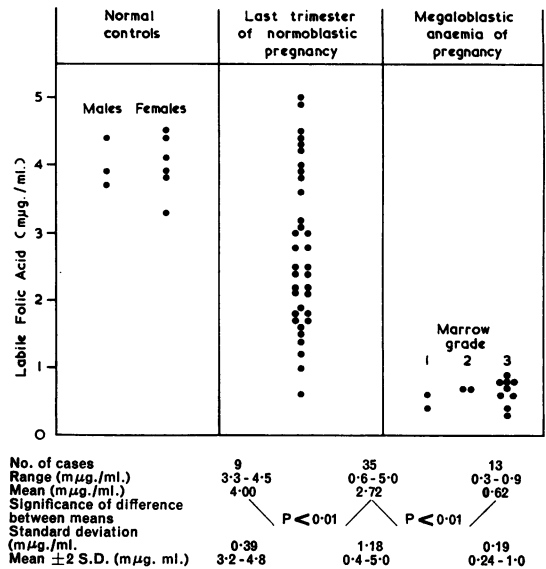 Normal controls
Last trimester of normoblastic pregnancy
Megaloblastic anaemia of pregnancy
Labile Folic Acid (mµg./ml.)
5
4
3
2
1
O
Males Females
Marrow grade
1 2 3
No. of cases 9 35 13
Range (mµg./ml.) 3·3-4·5 0·6-5·0 0·3-0·9
Mean (mµg./ml.) 4·00 2·72 0·62
Significance of difference
between means P<0·01 P<0·01
Standard deviation
(mµg./ml. 0·39 1·18 0·19
Mean ±2 S.D. (mµg. ml.) 3·2-4·8 0·4-5·0 0·24-1·0